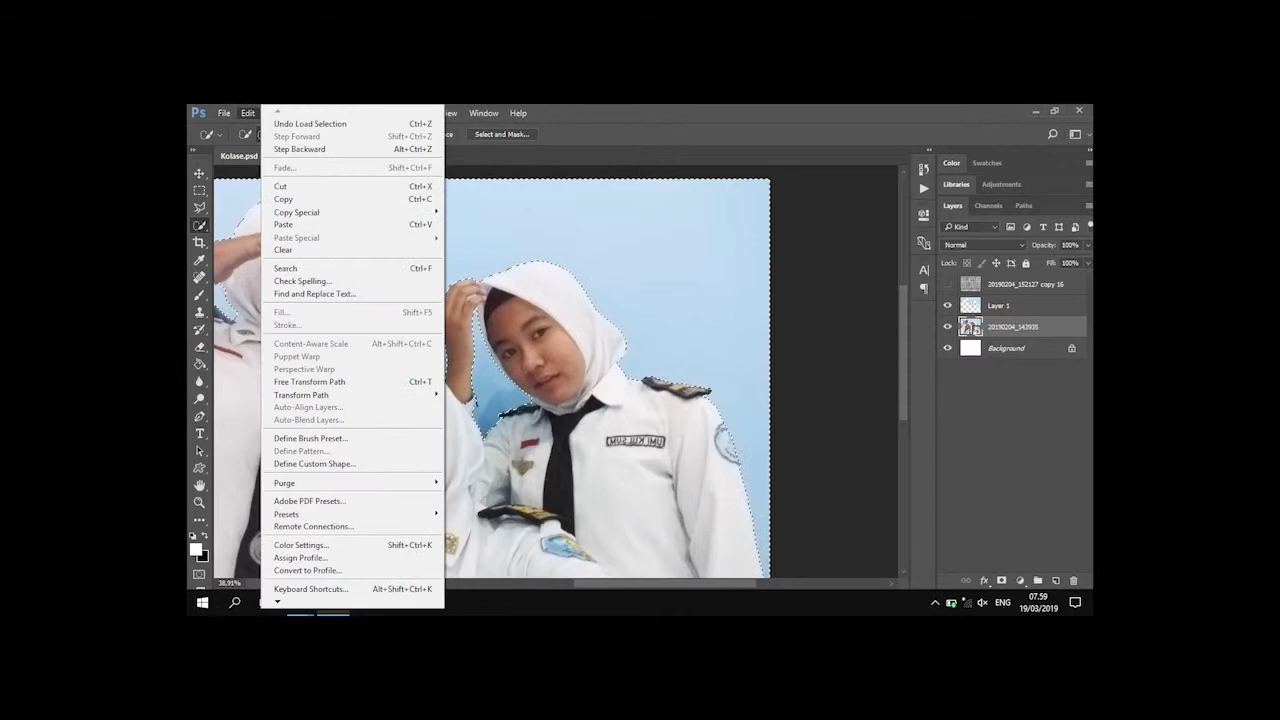 Ps File Edit
iew Window Help
ce Select and Mask...
Kolase.psd
Undo Load Selection Ctrl+Z
Step Forward Shift+Ctrl+Z
Step Backward Alt+Ctrl+Z
Fade... Shift+Ctrl+F
Cut Ctrl+X
Copy Ctrl+C
Copy Special
Paste Ctrl+V
Paste Special
Clear
Search Ctrl+F
Check Spelling...
Find and Replace Text...
Fill... Shift+F5
Stroke...
Content-Aware Scale Alt+Shift+Ctrl+C
Puppet Warp
Perspective Warp
Free Transform Path Ctrl+T
Transform Path
Auto-Align Layers...
Auto-Blend Layers...
Define Brush Preset...
Define Pattern...
Define Custom Shape...
Purge
Adobe PDF Presets...
Presets
Remote Connections...
Color Settings... Shift+Ctrl+K
Assign Profile...
Convert to Profile...
Keyboard Shortcuts... Alt+Shift+Ctrl+K
UMI KULSUM
Color Swatches
Libraries Adjustments
Layers Channels Paths
Kind
Normal Opacity: 100%
Lock: Fill: 100%
20190204_152127 copy 16
Layer 1
20190204_143935
Background
38,91%
ENG
07.59
19/03/2019